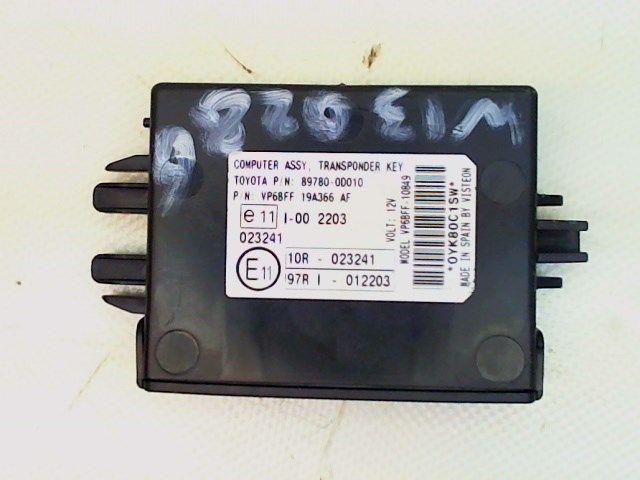 COMPUTER ASSY, TRANSPONDER KEY
TOYOTA P/N: 89780-0D010
P/N: VP6BFF 19A366 AF
e 11 I-00 2203
023241
E 11
10R - 023241
97R I - 012203
VOLT: 12V
MODEL VP6BFF-10849
*0YK80C1SW*
MADE IN SPAIN BY VISTEON